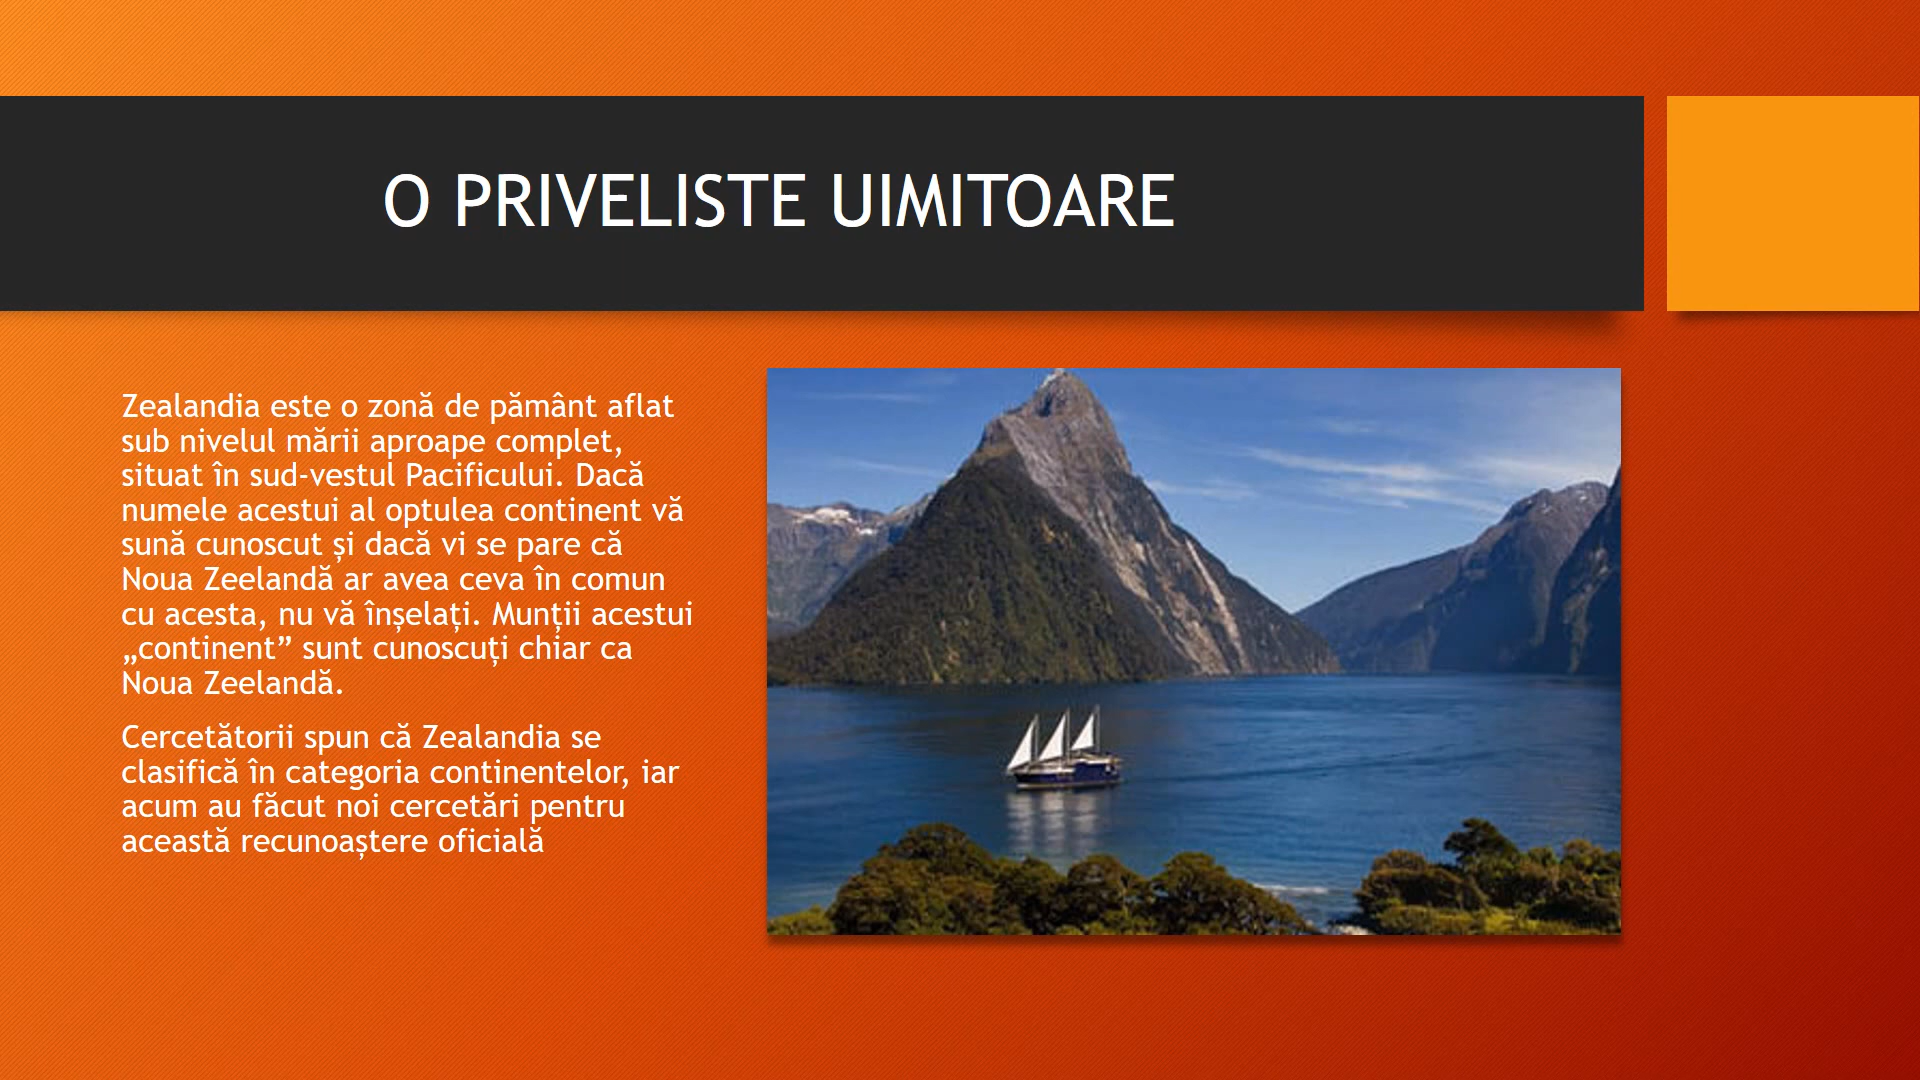 O PRIVELISTE UIMITOARE
Zealandia este o zonă de pământ aflat
sub nivelul mării aproape complet,
situat în sud-vestul Pacificului. Dacă
numele acestui al optulea continent vă
sună cunoscut și dacă vi se pare că
Noua Zeelandă ar avea ceva în comun
cu acesta, nu vă înșelați. Munții acestui
„continent” sunt cunoscuți chiar ca
Noua Zeelandă.
Cercetătorii spun că Zealandia se
clasifică în categoria continentelor, iar
acum au făcut noi cercetări pentru
această recunoaștere oficială